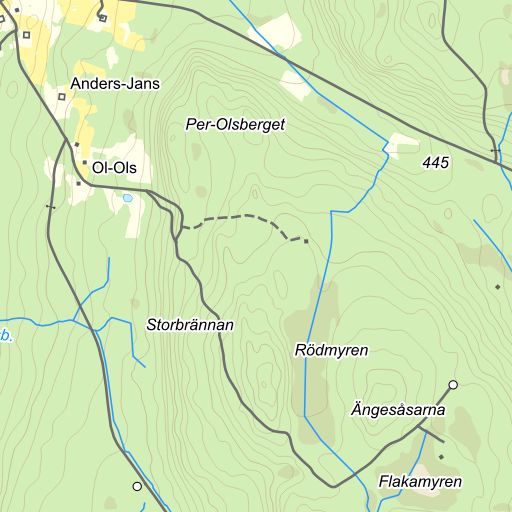 Anders-Jans
Per-Olsberget
445
Ol-Ols
Storbrännan
b.
Rödmyren
Ängesåsarna
Flakamyren